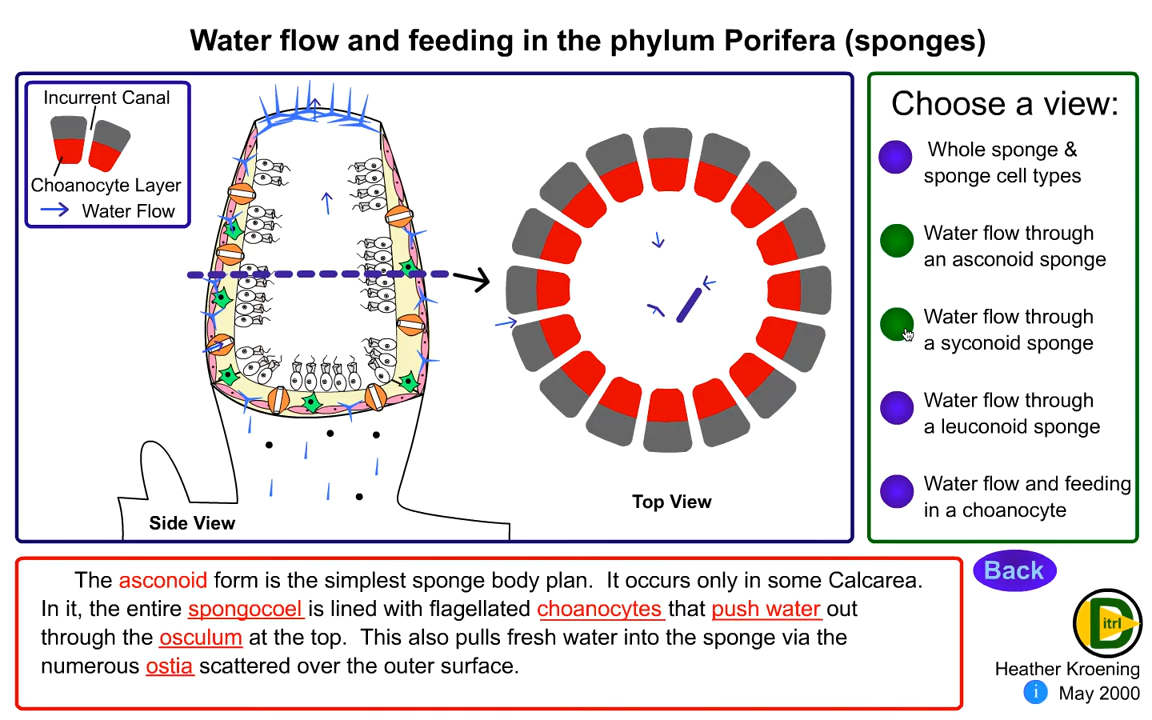 Water flow and feeding in the phylum Porifera (sponges)
Incurrent Canal
Choanocyte Layer
Water Flow
Side View
Top View
Choose a view:
Whole sponge &
sponge cell types
Water flow through
an asconoid sponge
Water flow through
a syconoid sponge
Water flow through
a leuconoid sponge
Water flow and feeding
in a choanocyte
The asconoid form is the simplest sponge body plan. It occurs only in some Calcarea.
In it, the entire spongocoel is lined with flagellated choanocytes that push water out
through the osculum at the top. This also pulls fresh water into the sponge via the
numerous ostia scattered over the outer surface.
Back
D itrl
Heather Kroening
i May 2000